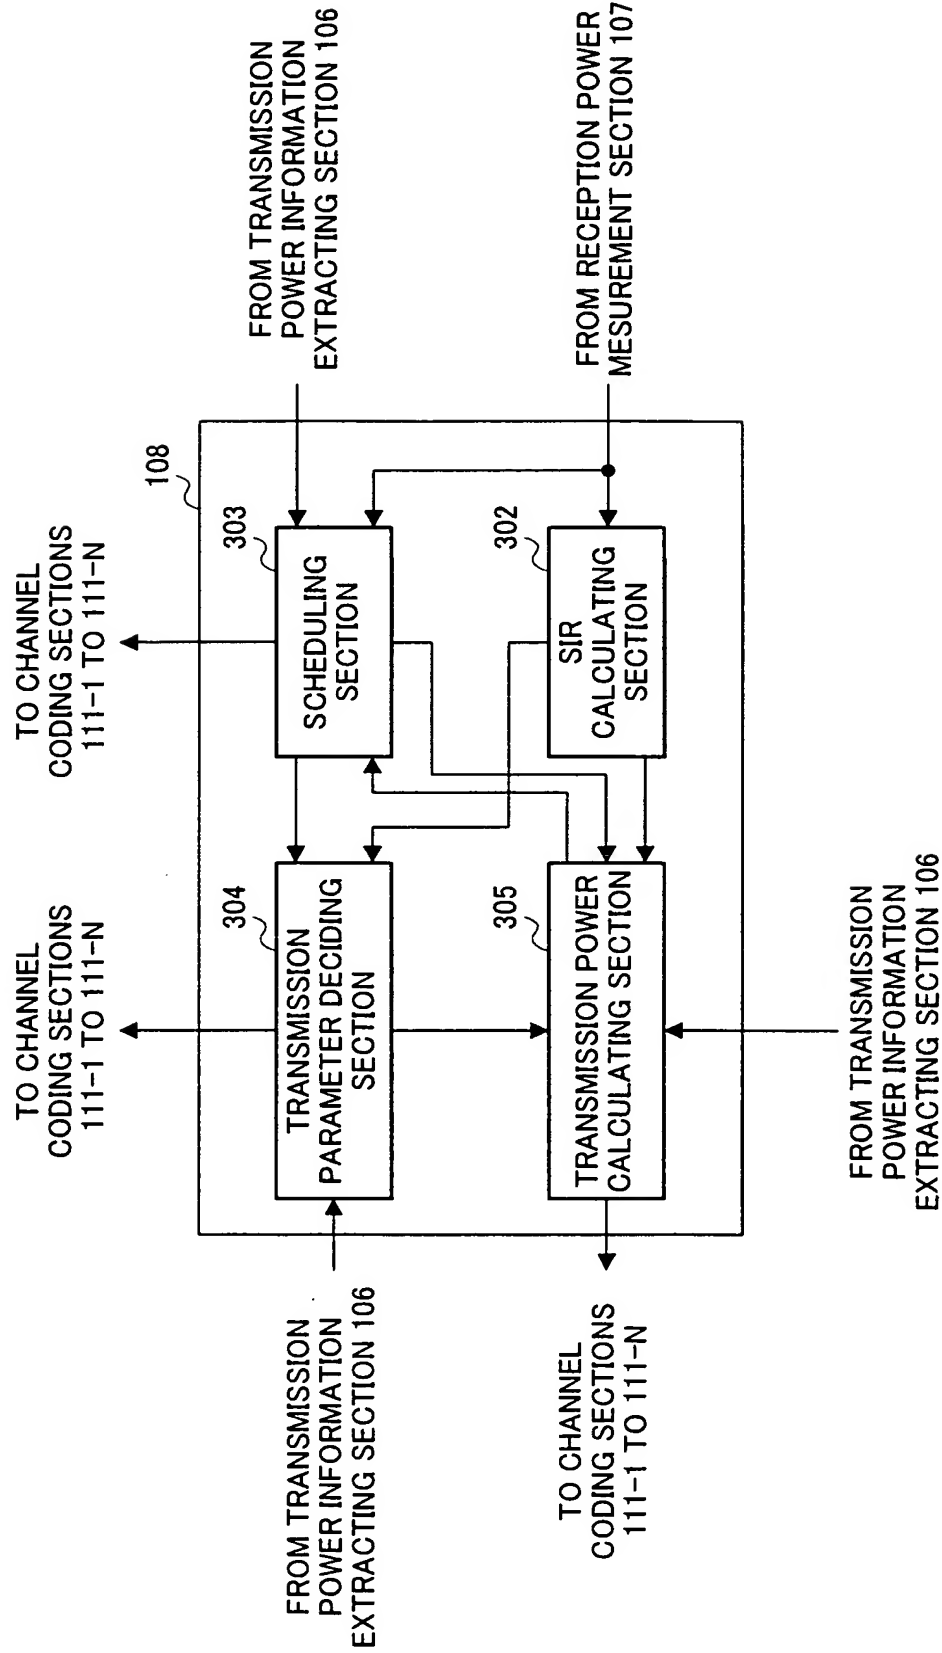 FROM TRANSMISSION
POWER INFORMATION
EXTRACTING SECTION 106
TO CHANNEL
CODING SECTIONS
111-1 TO 111-N
TO CHANNEL
CODING SECTIONS
111-1 TO 111-N
FROM TRANSMISSION
POWER INFORMATION
EXTRACTING SECTION 106
108
304
TRANSMISSION
PARAMETER DECIDING
SECTION
303
SCHEDULING
SECTION
305
TRANSMISSION POWER
CALCULATING SECTION
302
SIR
CALCULATING
SECTION
TO CHANNEL
CODING SECTIONS
111-1 TO 111-N
FROM RECEPTION POWER
MESUREMENT SECTION 107
FROM TRANSMISSION
POWER INFORMATION
EXTRACTING SECTION 106